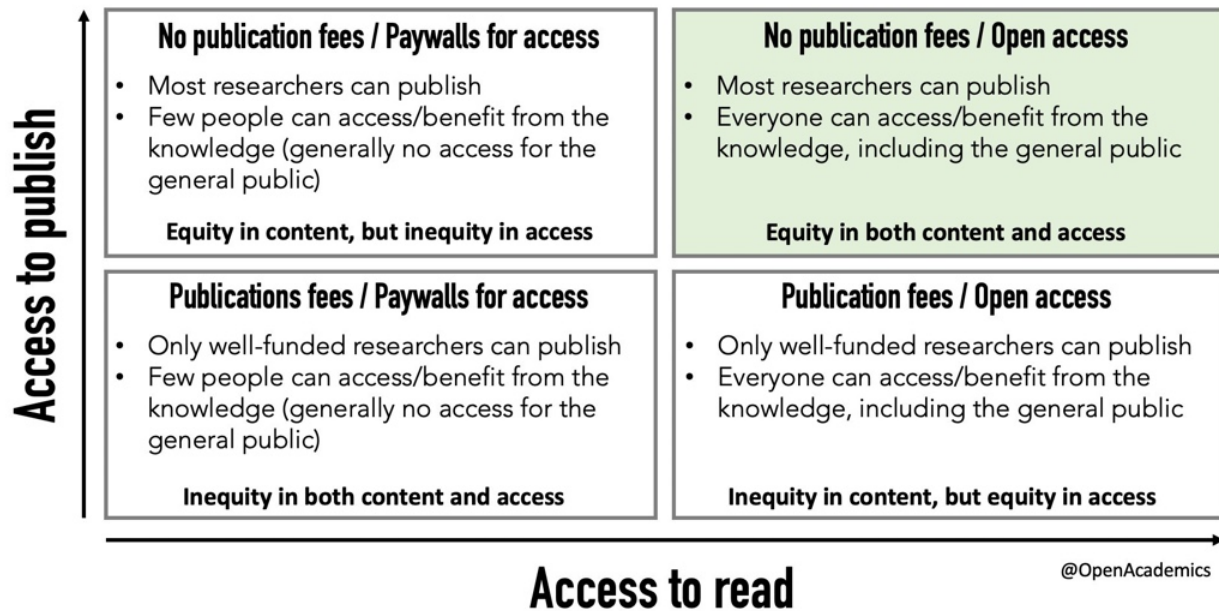 Access to publish
No publication fees / Paywalls for access
• Most researchers can publish
• Few people can access/benefit from the
knowledge (generally no access for the
general public)
Equity in content, but inequity in access
No publication fees / Open access
• Most researchers can publish
• Everyone can access/benefit from the
knowledge, including the general public
Equity in both content and access
Publications fees / Paywalls for access
• Only well-funded researchers can publish
• Few people can access/benefit from the
knowledge (generally no access for the
general public)
Inequity in both content and access
Publication fees / Open access
• Only well-funded researchers can publish
• Everyone can access/benefit from the
knowledge, including the general public
Inequity in content, but equity in access
Access to read
@OpenAcademics